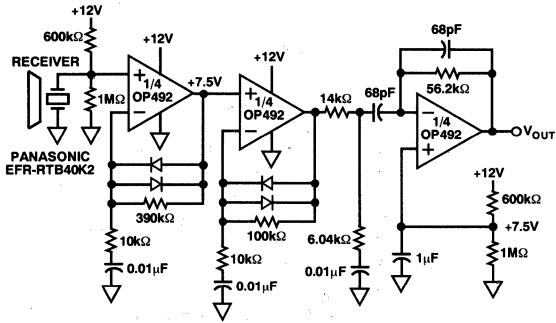 +12V
600kΩ
RECEIVER
1MΩ
PANASONIC
EFR-RTB40K2
+12V
+
1/4
OP492
−
+7.5V
390kΩ
10kΩ
0.01µF
+12V
+
1/4
OP492
−
100kΩ
10kΩ
0.01µF
14kΩ
68pF
6.04kΩ
0.01µF
68pF
56.2kΩ
−
1/4
OP492
+
VOUT
+12V
600kΩ
+7.5V
1µF
1MΩ